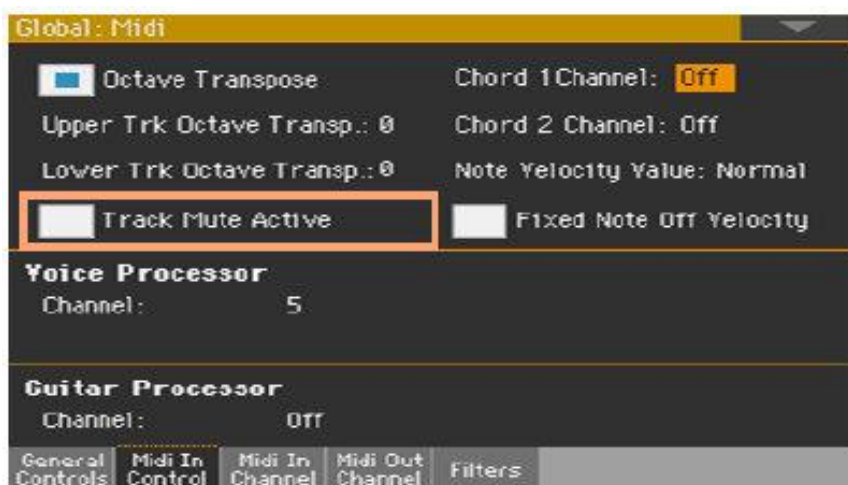 Global: Midi
Octave Transpose
Chord 1Channel: Off
Upper Trk Octave Transp.: 0
Chord 2 Channel: Off
Lower Trk Octave Transp.:0
Note Velocity Value: Normal
Track Mute Active
Fixed Note Off Velocity
Voice Processor
Channel: 5
Guitar Processor
Channel: Off
General Controls
Midi In Control
Midi In Channel
Midi Out Channel
Filters